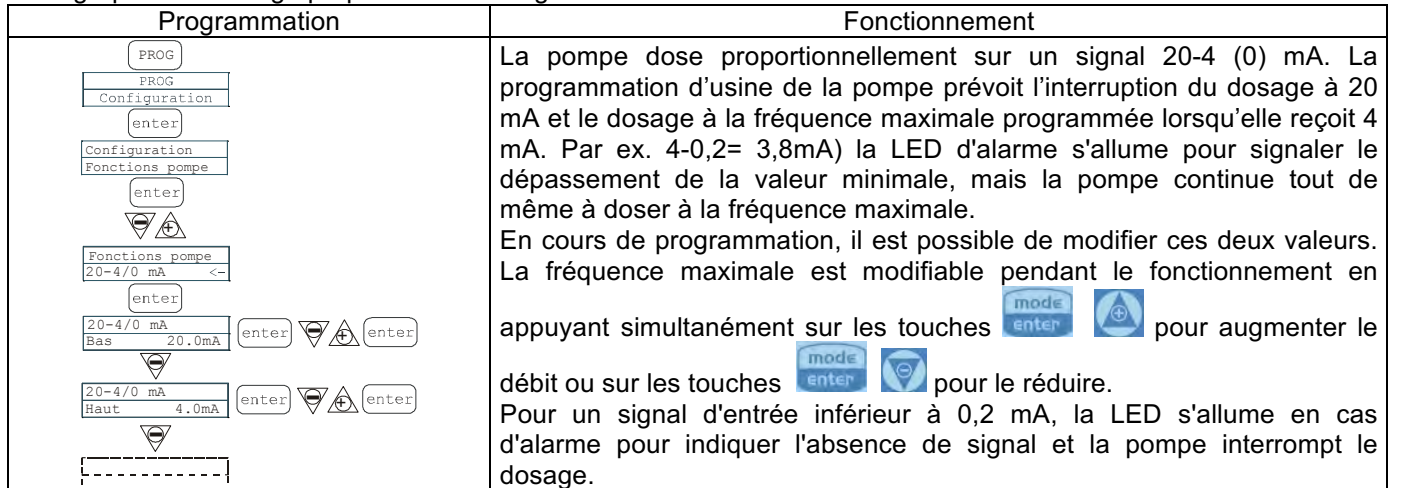 Programmation
PROG
PROG
Configuration
enter
Configuration
Fonctions pompe
enter
Fonctions pompe
20-4/0 mA <-
enter
20-4/0 mA
Bas 20.0mA enter enter
20-4/0 mA
Haut 4.0mA enter enter
Fonctionnement
La pompe dose proportionnellement sur un signal 20-4 (0) mA. La
programmation d'usine de la pompe prévoit l'interruption du dosage à 20
mA et le dosage à la fréquence maximale programmée lorsqu'elle reçoit 4
mA. Par ex. 4-0,2= 3,8mA) la LED d'alarme s'allume pour signaler le
dépassement de la valeur minimale, mais la pompe continue tout de
même à doser à la fréquence maximale.
En cours de programmation, il est possible de modifier ces deux valeurs.
La fréquence maximale est modifiable pendant le fonctionnement en
appuyant simultanément sur les touches mode enter pour augmenter le
débit ou sur les touches mode enter pour le réduire.
Pour un signal d'entrée inférieur à 0,2 mA, la LED s'allume en cas
d'alarme pour indiquer l'absence de signal et la pompe interrompt le
dosage.